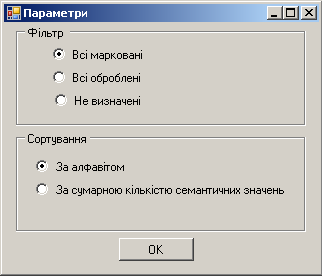 Параметри
Фільтр
Всі марковані
Всі оброблені
Не визначені
Сортування
За алфавітом
За сумарною кількістю семантичних значень
OK